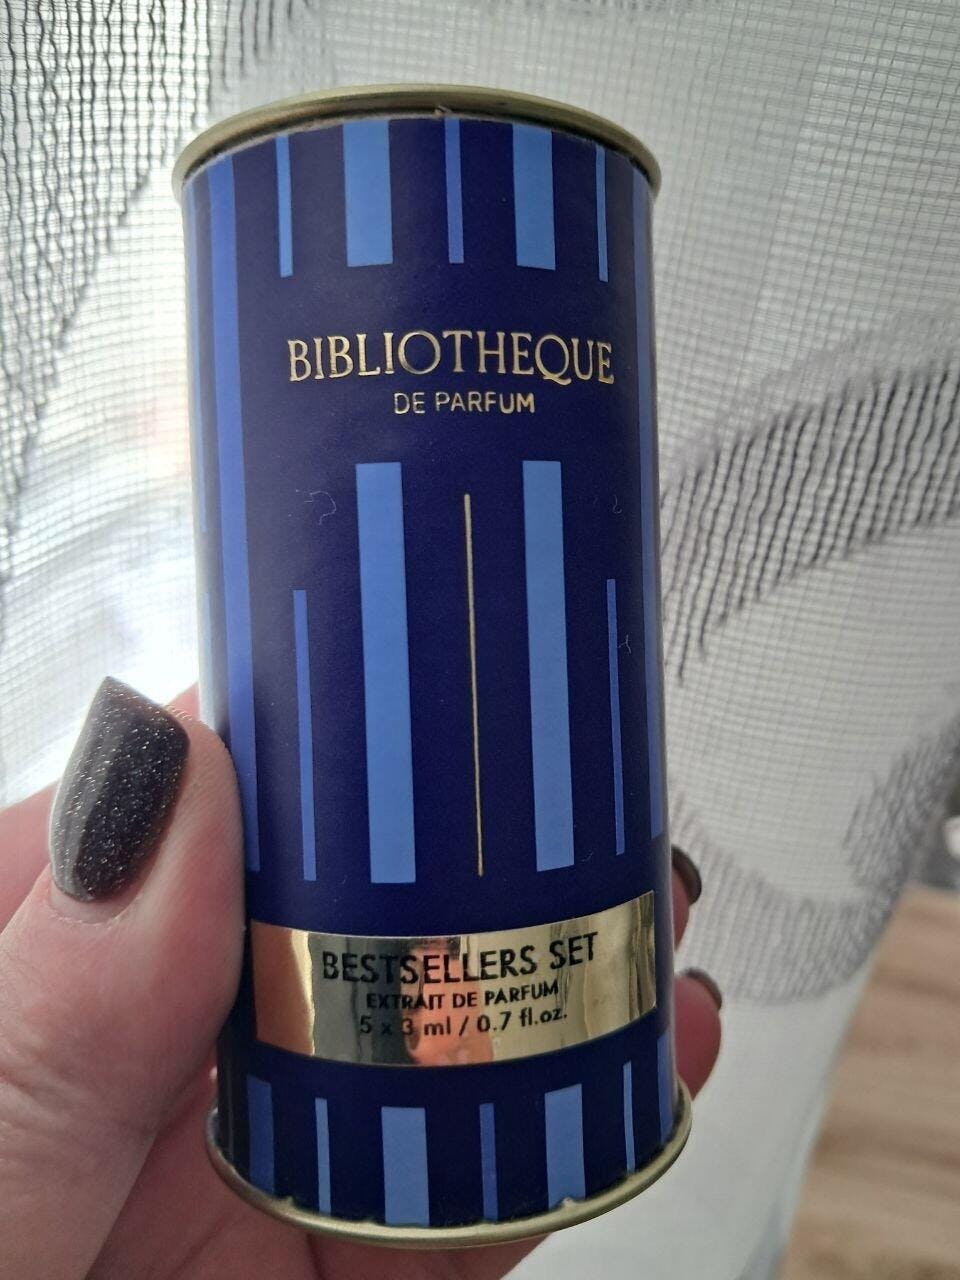 BIBLIOTHEQUE
DE PARFUM
BESTSELLERS SET
EXTRAIT DE PARFUM
5 x 3 ml / 0.7 fl.oz.